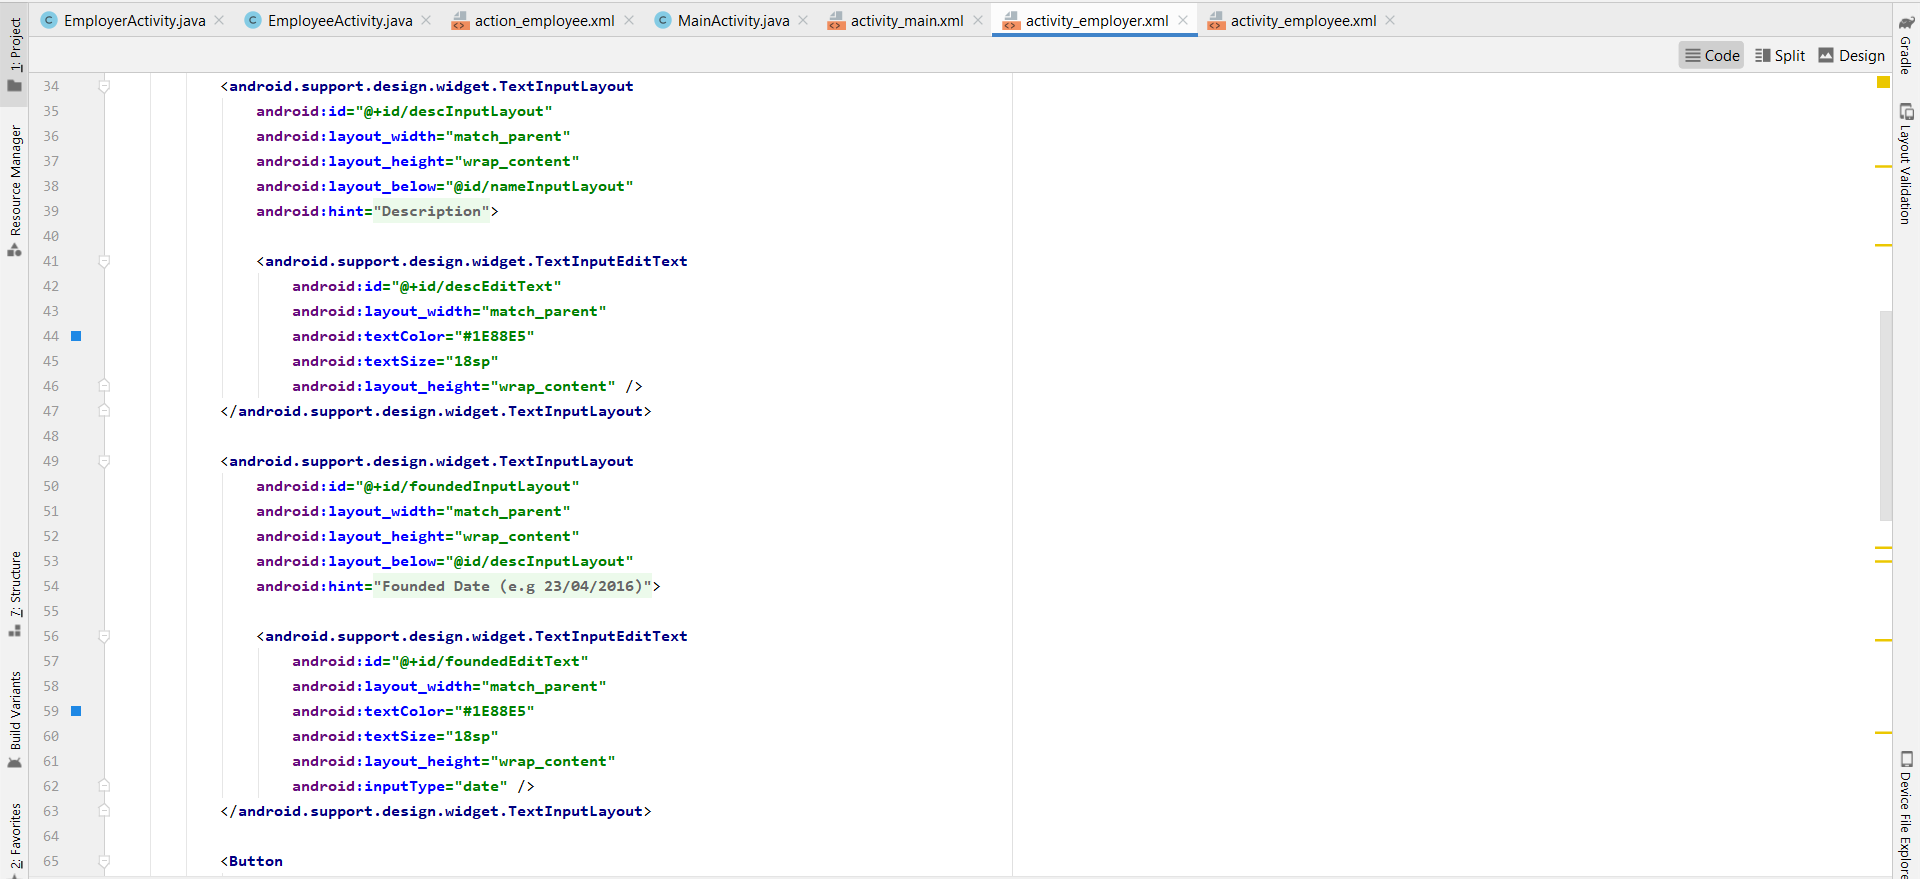 EmployerActivity.java EmployeeActivity.java action_employee.xml MainActivity.java activity_main.xml activity_employer.xml activity_employee.xml
Code Split Design
34 <android.support.design.widget.TextInputLayout
35 android:id="@+id/descInputLayout"
36 android:layout_width="match_parent"
37 android:layout_height="wrap_content"
38 android:layout_below="@id/nameInputLayout"
39 android:hint="Description">
40
41 <android.support.design.widget.TextInputEditText
42 android:id="@+id/descEditText"
43 android:layout_width="match_parent"
44 android:textColor="#1E88E5"
45 android:textSize="18sp"
46 android:layout_height="wrap_content" />
47 </android.support.design.widget.TextInputLayout>
48
49 <android.support.design.widget.TextInputLayout
50 android:id="@+id/foundedInputLayout"
51 android:layout_width="match_parent"
52 android:layout_height="wrap_content"
53 android:layout_below="@id/descInputLayout"
54 android:hint="Founded Date (e.g 23/04/2016)">
55
56 <android.support.design.widget.TextInputEditText
57 android:id="@+id/foundedEditText"
58 android:layout_width="match_parent"
59 android:textColor="#1E88E5"
60 android:textSize="18sp"
61 android:layout_height="wrap_content"
62 android:inputType="date" />
63 </android.support.design.widget.TextInputLayout>
64
65 <Button
1: Project
Resource Manager
7: Structure
Build Variants
2: Favorites
Gradle
Layout Validation
Device File Explore